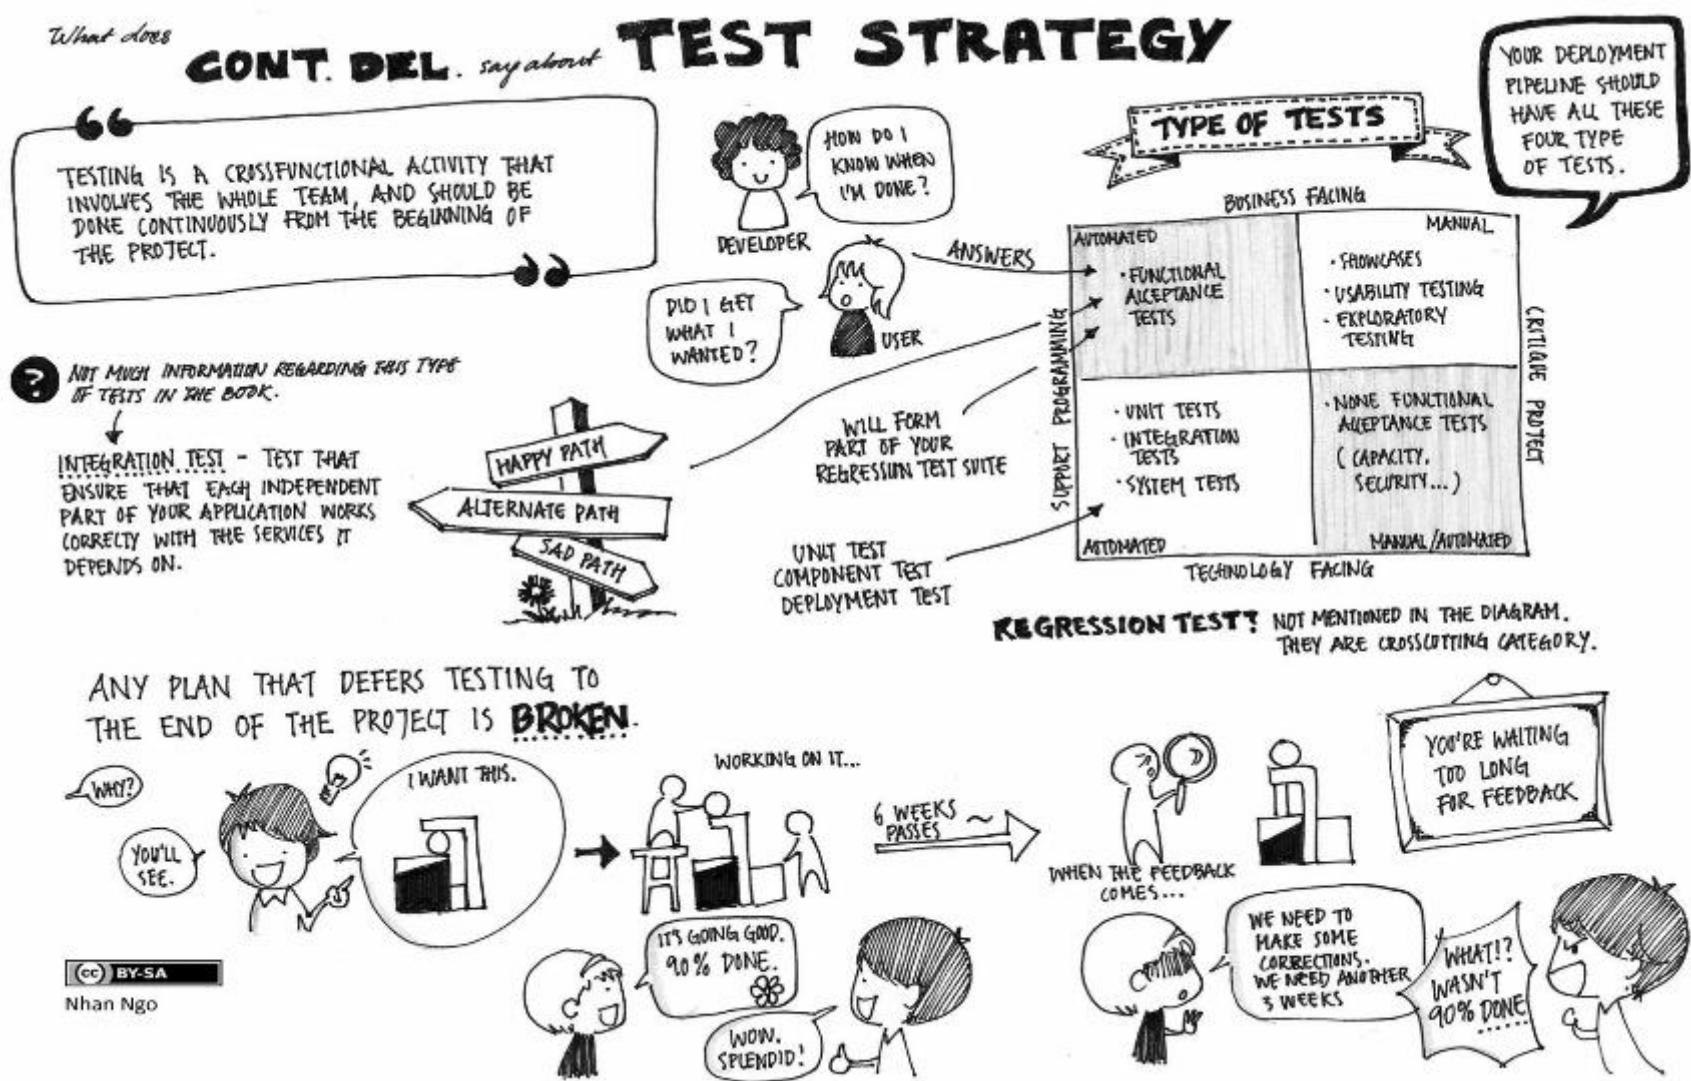 What does
CONT. DEL. say about TEST STRATEGY
TESTING IS A CROSSFUNCTIONAL ACTIVITY THAT
INVOLVES THE WHOLE TEAM, AND SHOULD BE
DONE CONTINUOUSLY FROM THE BEGINNING OF
THE PROJECT.
HOW DO I
KNOW WHEN
I'M DONE?
DEVELOPER
DID I GET
WHAT I
WANTED?
USER
ANSWERS
TYPE OF TESTS
YOUR DEPLOYMENT
PIPELINE SHOULD
HAVE ALL THESE
FOUR TYPE
OF TESTS.
BUSINESS FACING
AUTOMATED
• FUNCTIONAL
ACCEPTANCE
TESTS
MANUAL
• SHOWCASES
• USABILITY TESTING
• EXPLORATORY
TESTING
SUPPORT PROGRAMMING
CRITIQUE PROJECT
• UNIT TESTS
• INTEGRATION
TESTS
• SYSTEM TESTS
AUTOMATED
• NONE FUNCTIONAL
ACCEPTANCE TESTS
(CAPACITY,
SECURITY...)
MANUAL/AUTOMATED
TECHNOLOGY FACING
? NOT MUCH INFORMATION REGARDING THIS TYPE
OF TESTS IN THE BOOK.
INTEGRATION TEST - TEST THAT
ENSURE THAT EACH INDEPENDENT
PART OF YOUR APPLICATION WORKS
CORRECTY WITH THE SERVICES IT
DEPENDS ON.
HAPPY PATH
ALTERNATE PATH
SAD PATH
WILL FORM
PART OF YOUR
REGRESSION TEST SUITE
UNIT TEST
COMPONENT TEST
DEPLOYMENT TEST
REGRESSION TEST? NOT MENTIONED IN THE DIAGRAM.
THEY ARE CROSSCUTTING CATEGORY.
ANY PLAN THAT DEFERS TESTING TO
THE END OF THE PROJECT IS BROKEN.
WHY?
YOU'LL
SEE.
I WANT THIS.
WORKING ON IT...
6 WEEKS
PASSES ~
WHEN THE FEEDBACK
COMES...
YOU'RE WAITING
TOO LONG
FOR FEEDBACK
IT'S GOING GOOD.
90% DONE.
WOW.
SPLENDID!
WE NEED TO
MAKE SOME
CORRECTIONS.
WE NEED ANOTHER
3 WEEKS
WHAT!?
WASN'T
90% DONE
cc BY-SA
Nhan Ngo